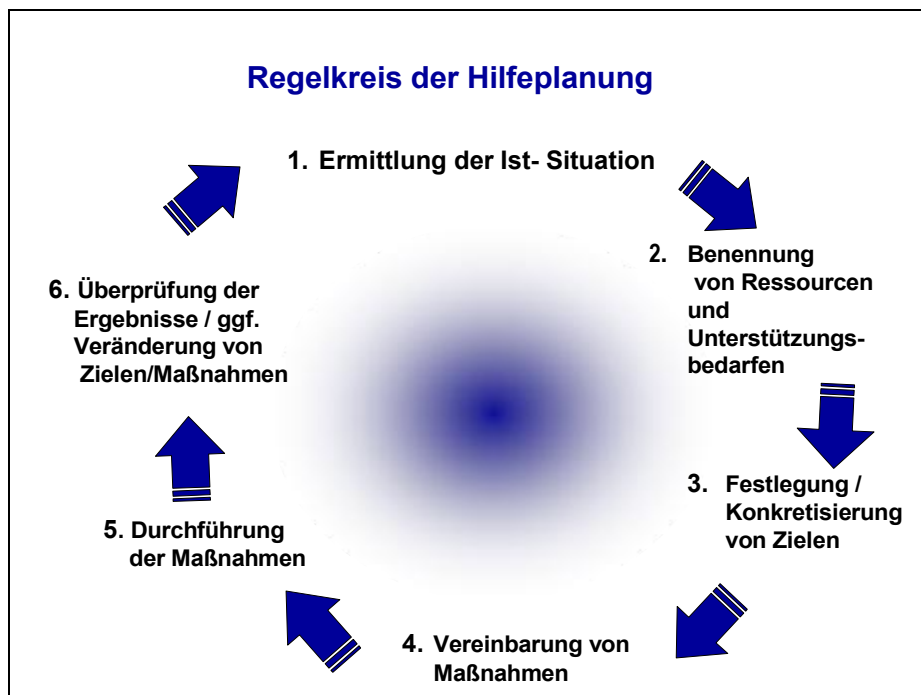 Regelkreis der Hilfeplanung
1. Ermittlung der Ist- Situation
2. Benennung
von Ressourcen
und
Unterstützungs-
bedarfen
3. Festlegung /
Konkretisierung
von Zielen
4. Vereinbarung von
Maßnahmen
5. Durchführung
der Maßnahmen
6. Überprüfung der
Ergebnisse / ggf.
Veränderung von
Zielen/Maßnahmen